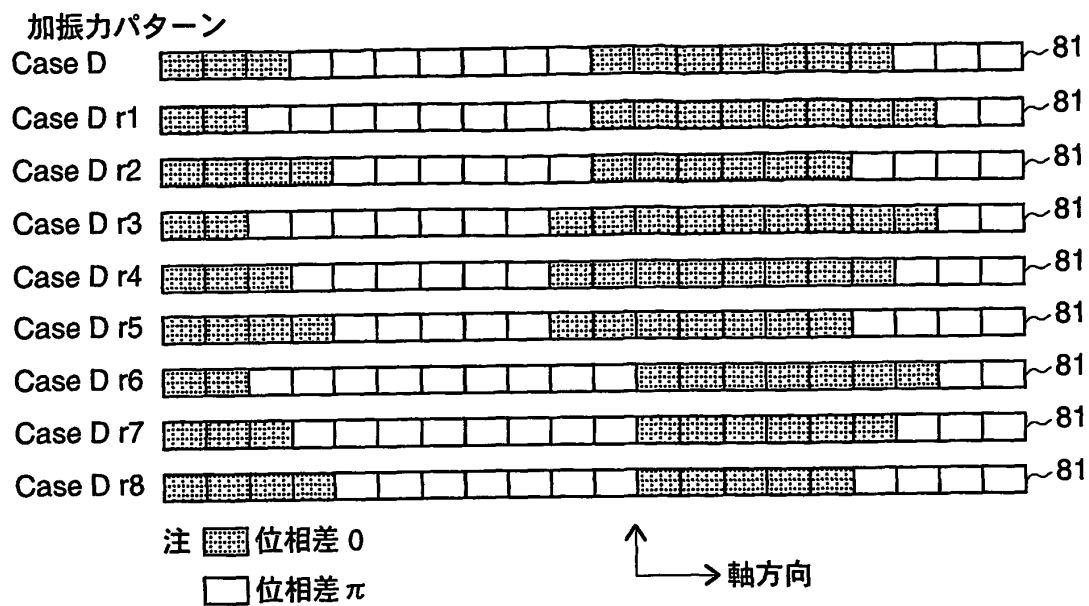 加振力パターン
Case D 81
Case D r1 81
Case D r2 81
Case D r3 81
Case D r4 81
Case D r5 81
Case D r6 81
Case D r7 81
Case D r8 81
注 位相差 0
位相差 π
軸方向